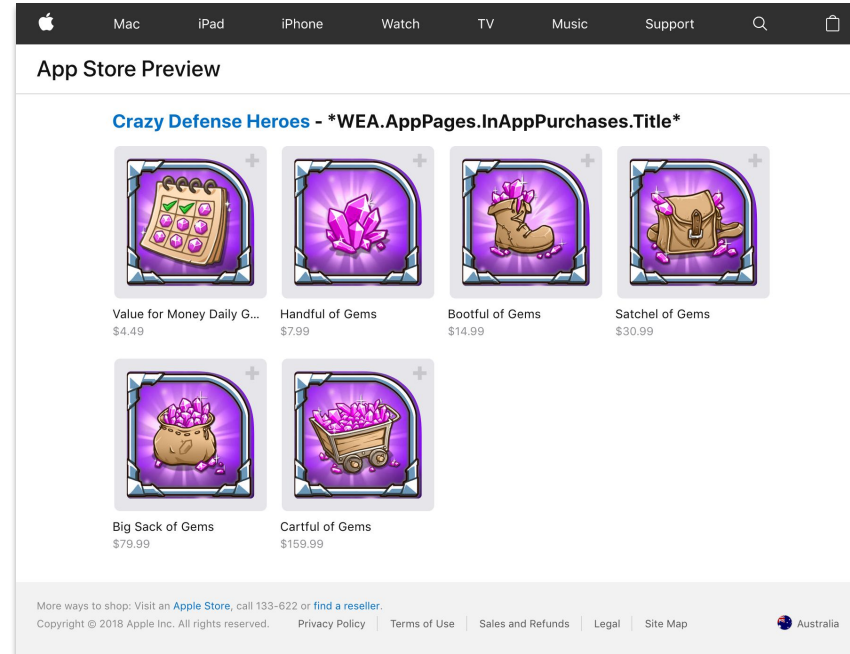 Mac iPad iPhone Watch TV Music Support
App Store Preview
Crazy Defense Heroes - *WEA.AppPages.InAppPurchases.Title*
Value for Money Daily G... Handful of Gems Bootful of Gems Satchel of Gems
$4.49 $7.99 $14.99 $30.99
Big Sack of Gems Cartful of Gems
$79.99 $159.99
More ways to shop: Visit an Apple Store, call 133-622 or find a reseller.
Copyright © 2018 Apple Inc. All rights reserved. Privacy Policy Terms of Use Sales and Refunds Legal Site Map Australia